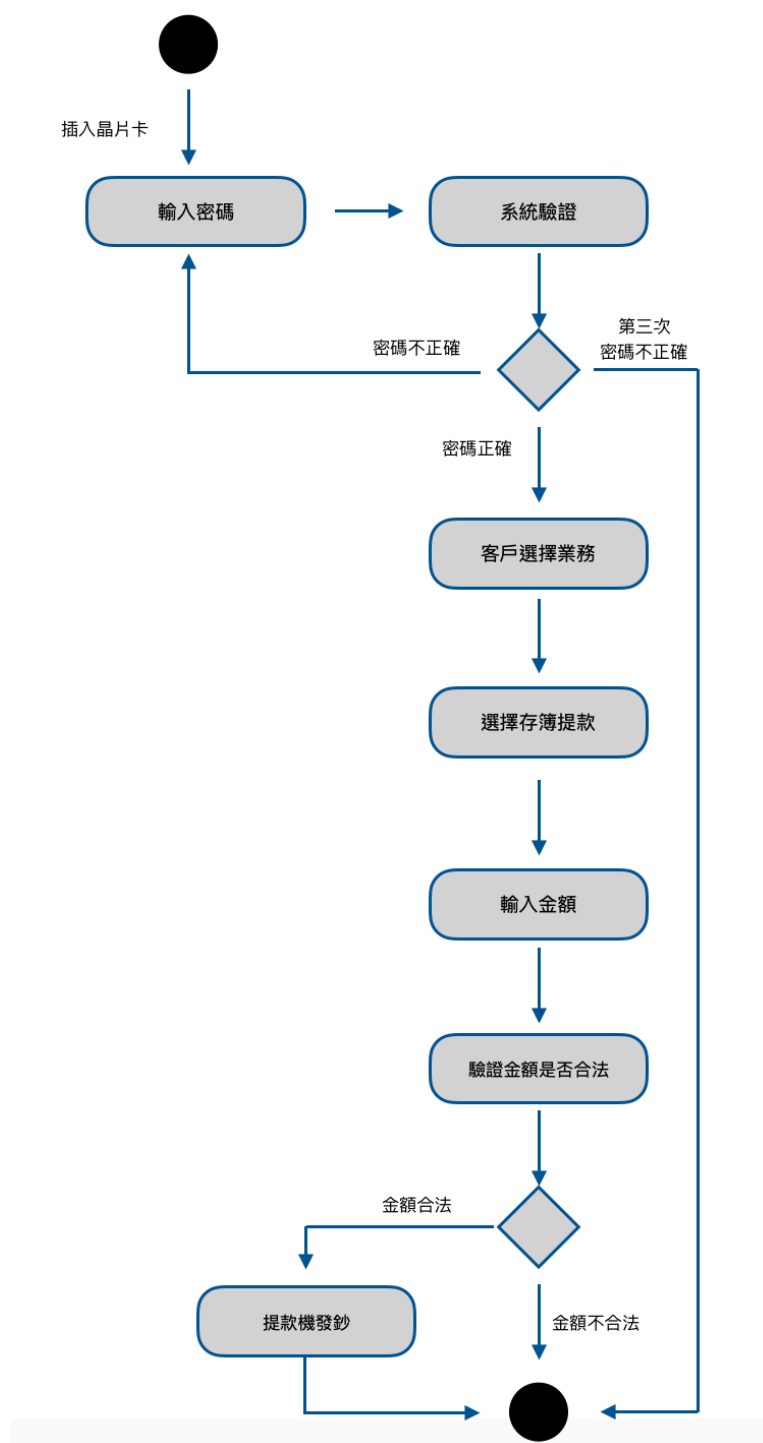 插入晶片卡
輸入密碼
系統驗證
第三次
密碼不正確
密碼不正確
密碼正確
客戶選擇業務
選擇存簿提款
輸入金額
驗證金額是否合法
金額合法
提款機發鈔
金額不合法